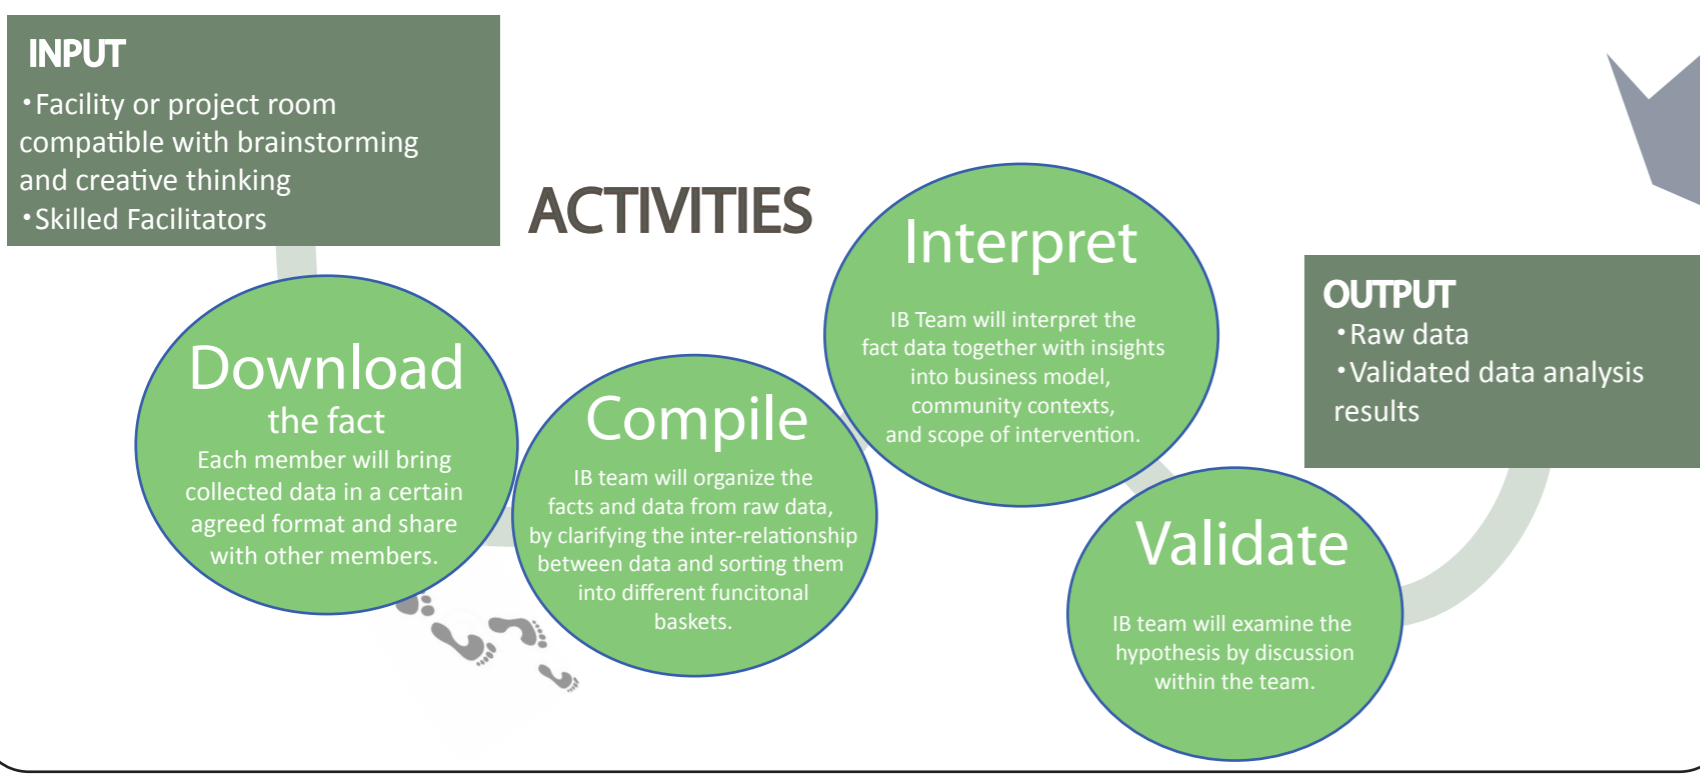 INPUT
•Facility or project room
compatible with brainstorming
and creative thinking
•Skilled Facilitators
ACTIVITIES
Download
the fact
Each member will bring
collected data in a certain
agreed format and share
with other members.
Compile
IB team will organize the
facts and data from raw data,
by clarifying the inter-relationship
between data and sorting them
into different funcitonal
baskets.
Interpret
IB Team will interpret the
fact data together with insights
into business model,
community contexts,
and scope of intervention.
Validate
IB team will examine the
hypothesis by discussion
within the team.
OUTPUT
•Raw data
•Validated data analysis
results